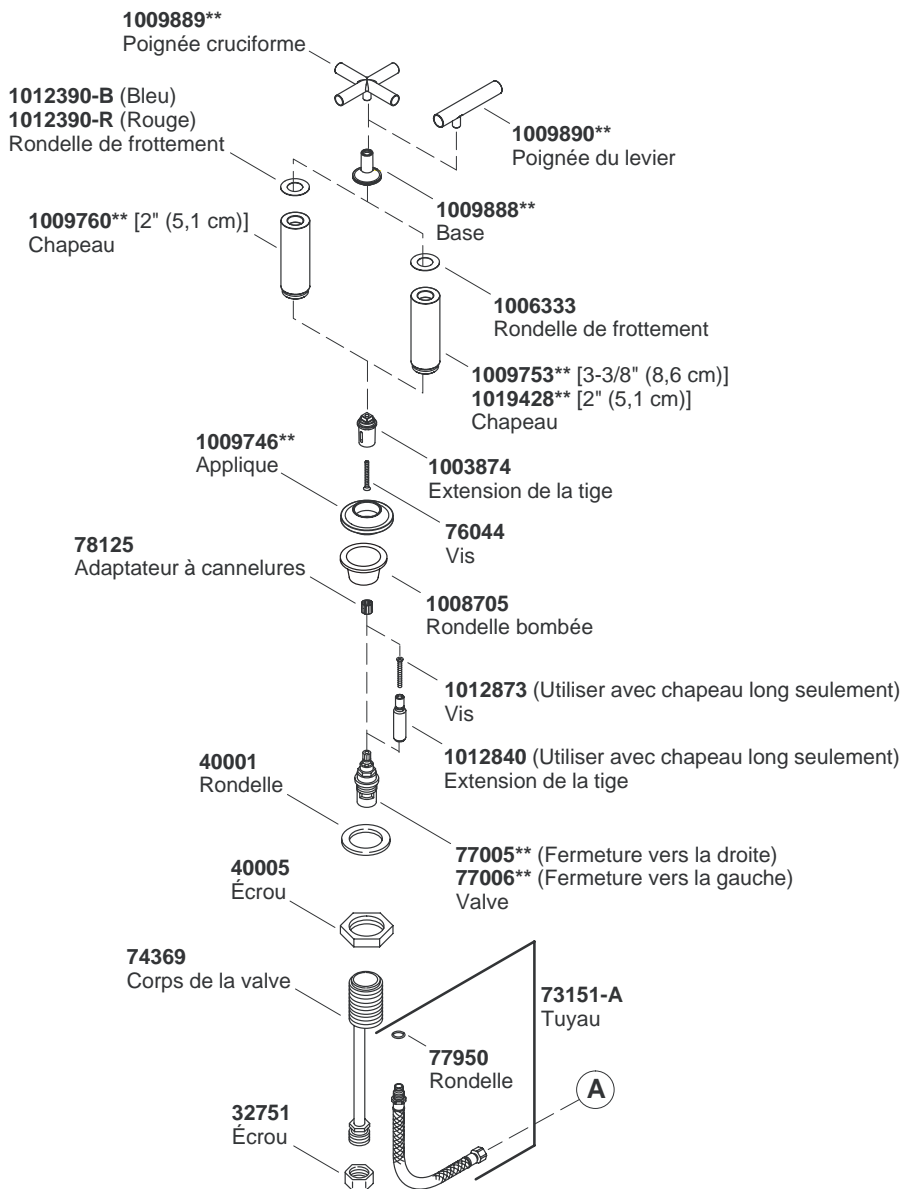 1009889**
Poignée cruciforme
1012390-B (Bleu)
1012390-R (Rouge)
Rondelle de frottement
1009890**
Poignée du levier
1009760** [2" (5,1 cm)]
Chapeau
1009888**
Base
1006333
Rondelle de frottement
1009753** [3-3/8" (8,6 cm)]
1019428** [2" (5,1 cm)]
Chapeau
1009746**
Applique
1003874
Extension de la tige
76044
Vis
78125
Adaptateur à cannelures
1008705
Rondelle bombée
1012873 (Utiliser avec chapeau long seulement)
Vis
1012840 (Utiliser avec chapeau long seulement)
Extension de la tige
40001
Rondelle
77005** (Fermeture vers la droite)
77006** (Fermeture vers la gauche)
Valve
40005
Écrou
74369
Corps de la valve
73151-A
Tuyau
77950
Rondelle
A
32751
Écrou